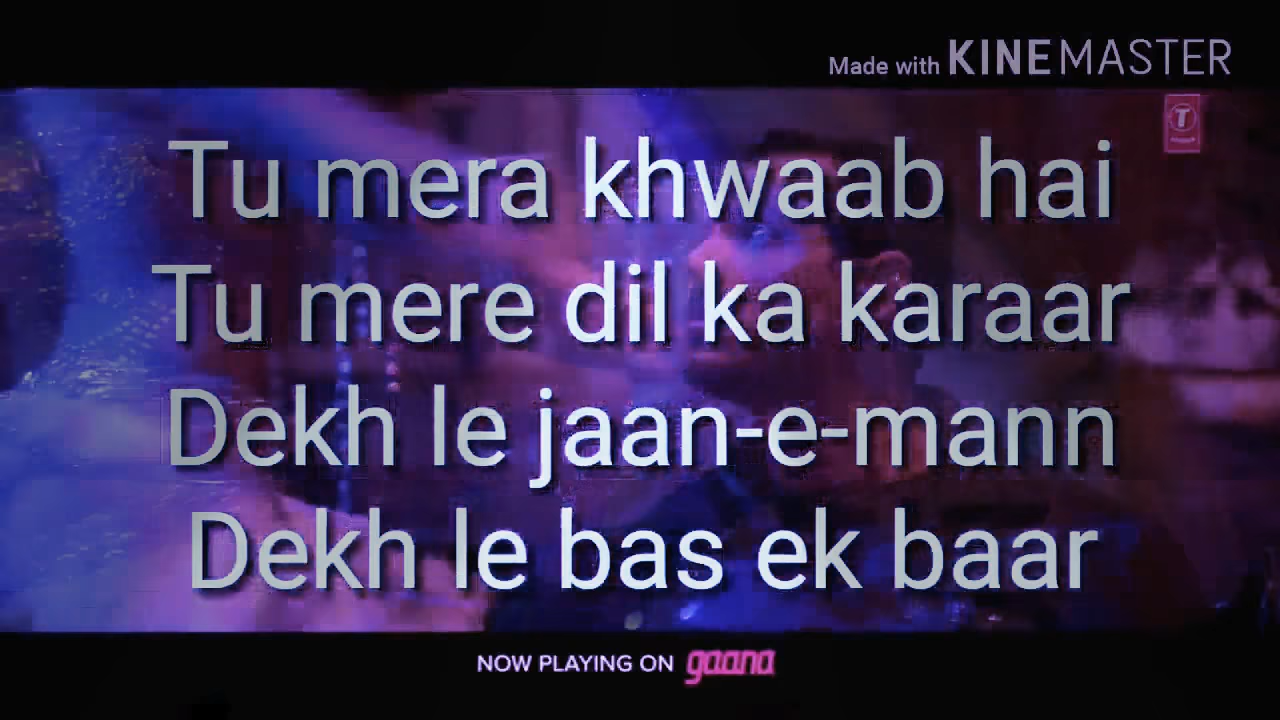 Made with KINEMASTER
T
Tu mera khwaab hai
Tu mere dil ka karaar
Dekh le jaan-e-mann
Dekh le bas ek baar
NOW PLAYING ON gaana